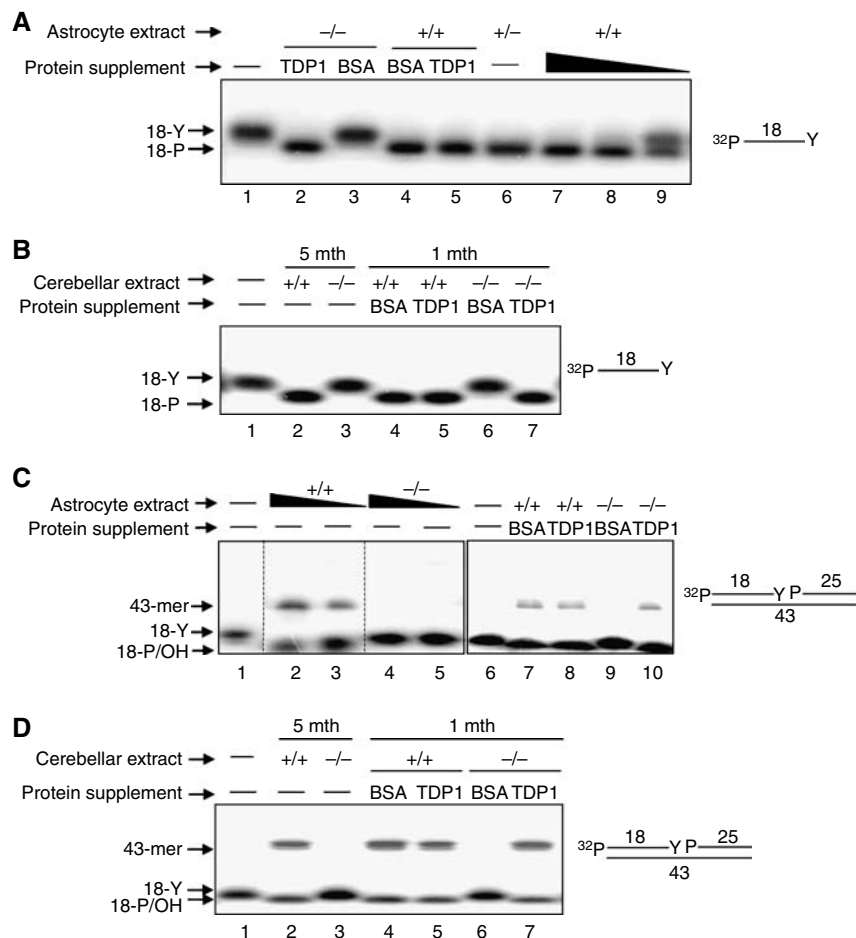 A
Astrocyte extract –/– +/+ +/– +/+
Protein supplement — TDP1 BSA BSA TDP1 —
18-Y
18-P
1 2 3 4 5 6 7 8 9
32P 18 Y
B
5 mth 1 mth
Cerebellar extract — +/+ –/– +/+ +/+ –/– –/–
Protein supplement — — — BSA TDP1 BSA TDP1
18-Y
18-P
1 2 3 4 5 6 7
32P 18 Y
C
Astrocyte extract — +/+ –/– — +/+ +/+ –/– –/–
Protein supplement — — — — — — BSA TDP1 BSA TDP1
43-mer
18-Y
18-P/OH
1 2 3 4 5 6 7 8 9 10
32P 18 Y P 25
43
D
5 mth 1 mth
Cerebellar extract — +/+ –/– +/+ –/–
Protein supplement — — — BSA TDP1 BSA TDP1
43-mer
18-Y
18-P/OH
1 2 3 4 5 6 7
32P 18 Y P 25
43